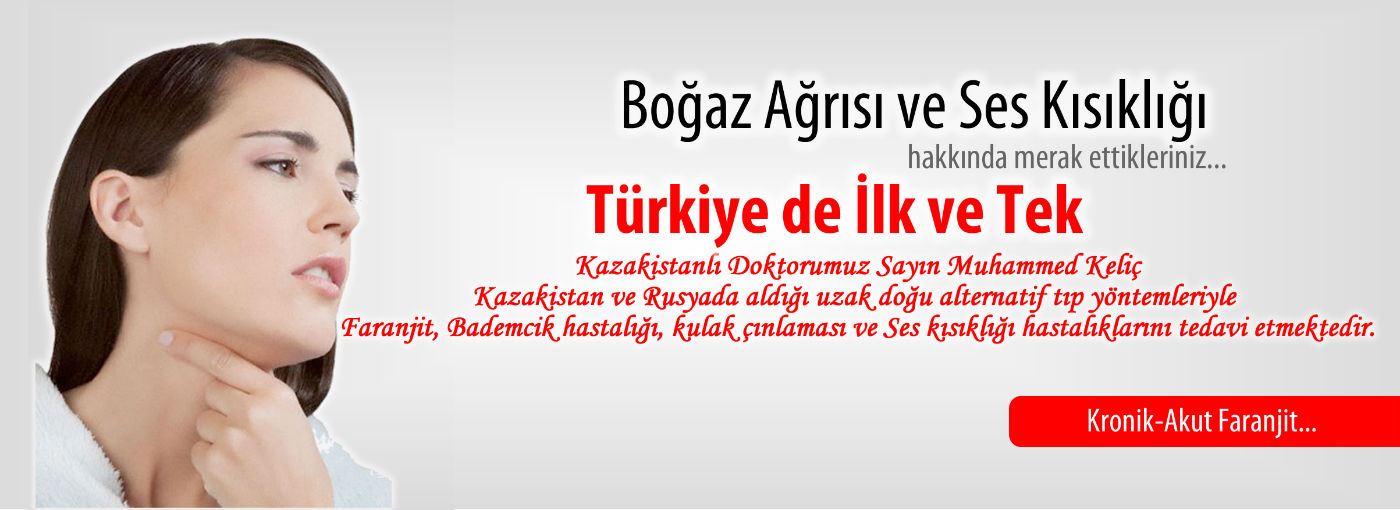 Boğaz Ağrısı ve Ses Kısıklığı
hakkında merak ettikleriniz...
Türkiye de İlk ve Tek
Kazakistanlı Doktorumuz Sayın Muhammed Keliç
Kazakistan ve Rusyada aldığı uzak doğu alternatif tıp yöntemleriyle
Faranjit, Bademcik hastalığı, kulak çınlaması ve Ses kısıklığı hastalıklarını tedavi etmektedir.
Kronik-Akut Faranjit...